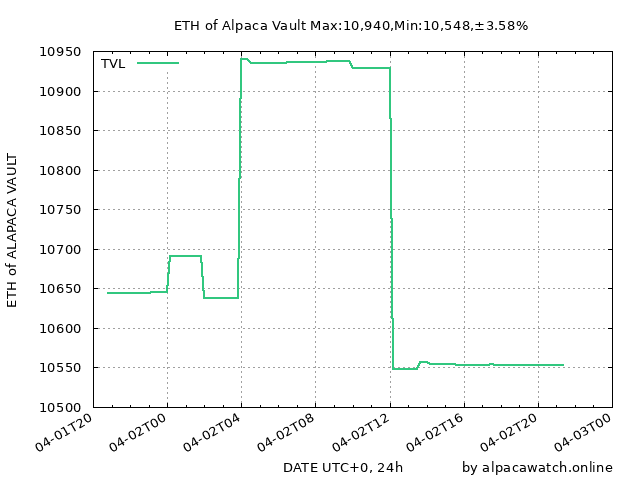 ETH of Alpaca Vault Max:10,940,Min:10,548,±3.58%
TVL
10950
10900
10850
10800
10750
10700
10650
10600
10550
10500
ETH of ALAPACA VAULT
04-01T20
04-02T00
04-02T04
04-02T08
04-02T12
04-02T16
04-02T20
04-03T00
DATE UTC+0, 24h
by alpacawatch.online